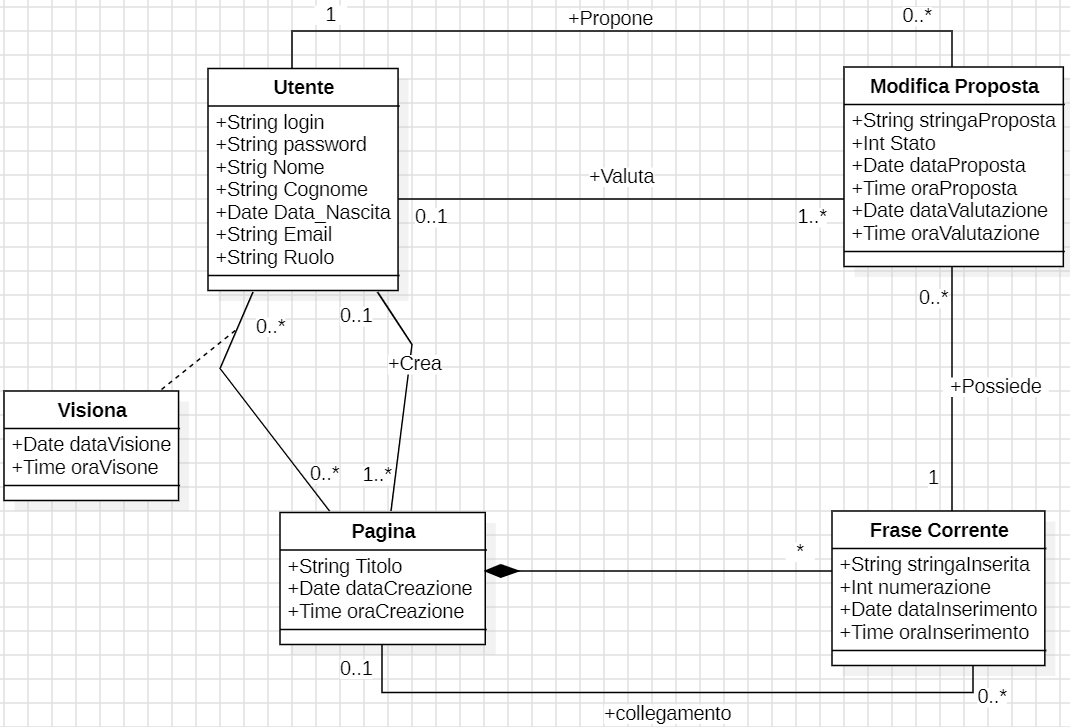 1
+Propone
0..*
Utente
+String login
+String password
+Strig Nome
+String Cognome
+Date Data_Nascita
+String Email
+String Ruolo
Modifica Proposta
+String stringaProposta
+Int Stato
+Date dataProposta
+Time oraProposta
+Date dataValutazione
+Time oraValutazione
+Valuta
0..1
1..*
0..*
0..1
+Crea
0..*
+Possiede
1
Visiona
+Date dataVisione
+Time oraVisone
0..*
1..*
Pagina
+String Titolo
+Date dataCreazione
+Time oraCreazione
*
Frase Corrente
+String stringaInserita
+Int numerazione
+Date dataInserimento
+Time oraInserimento
0..1
0..*
+collegamento